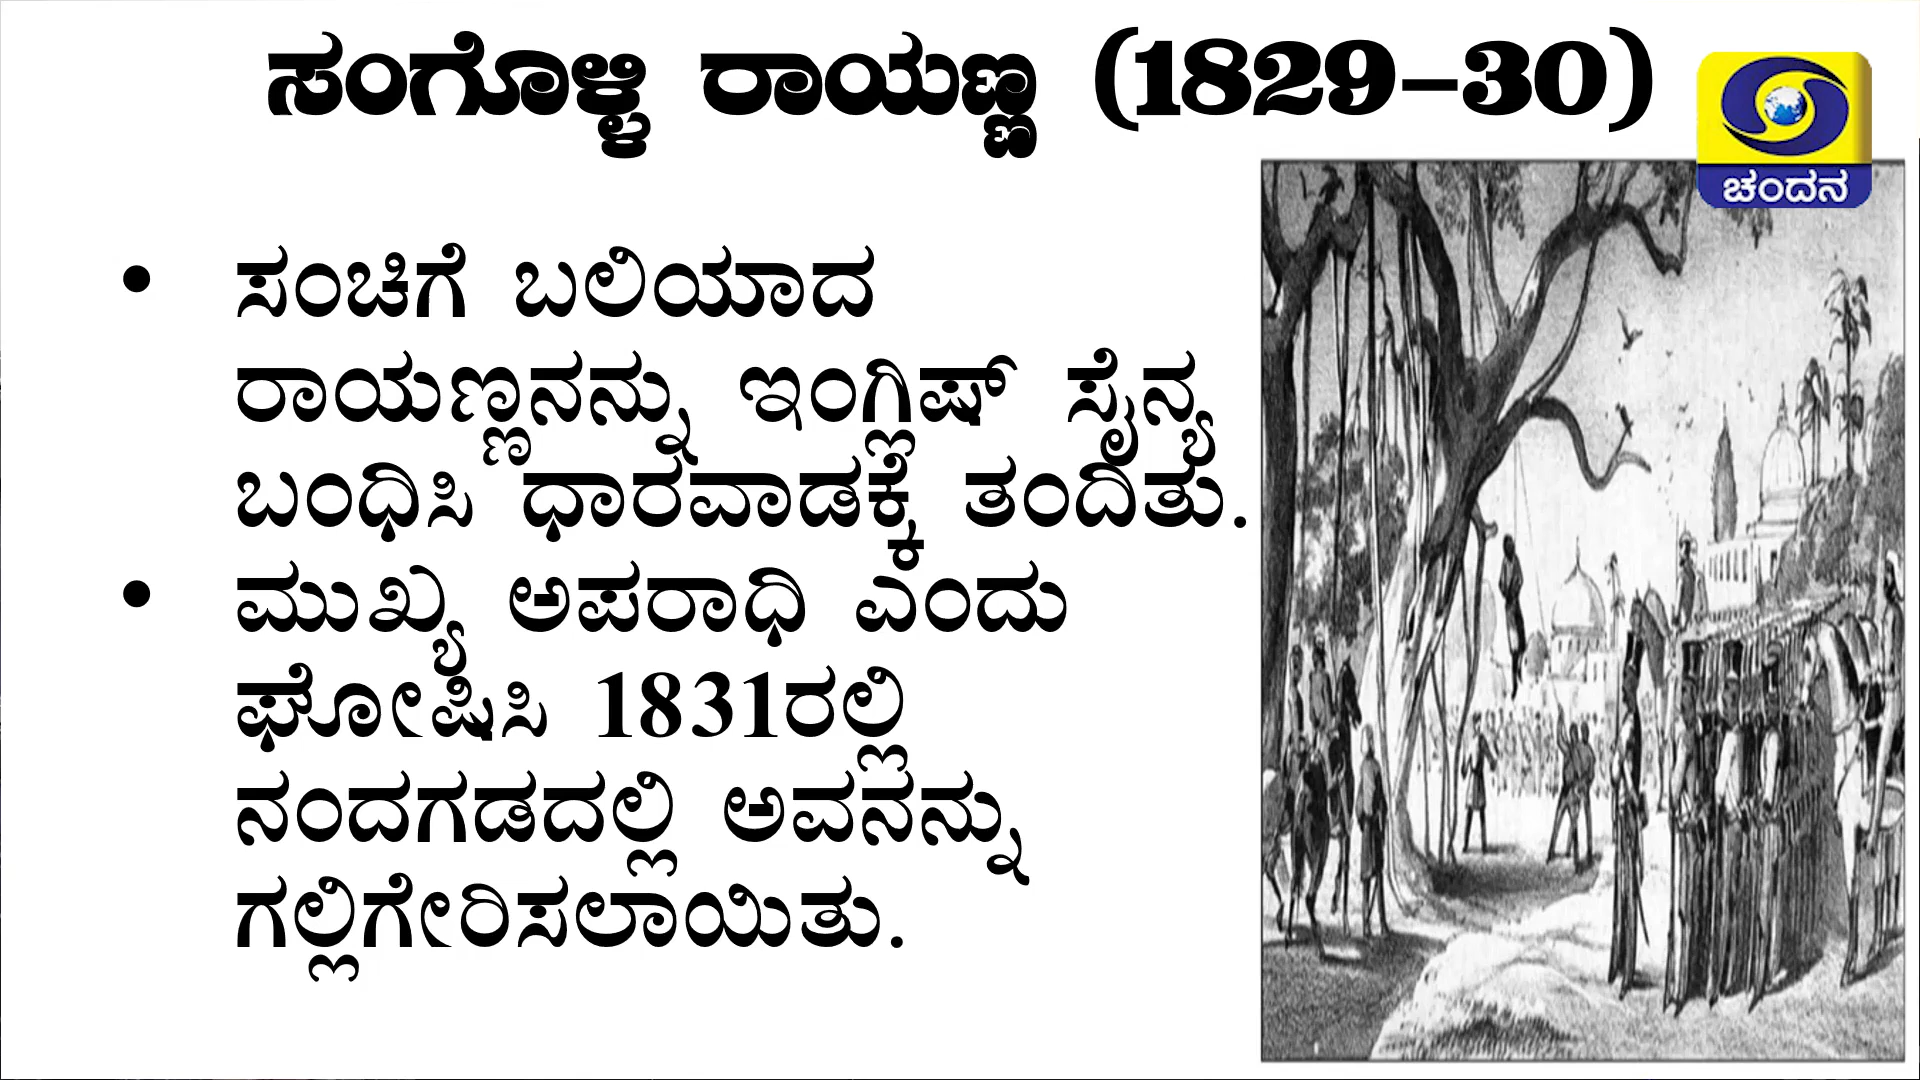 ಸಂಗೊಳ್ಳಿ ರಾಯಣ್ಣ (1829-30)
ಚಂದನ
• ಸಂಚಿಗೆ ಬಲಿಯಾದ
ರಾಯಣ್ಣನನ್ನು ಇಂಗ್ಲಿಷ್ ಸೈನ್ಯ
ಬಂಧಿಸಿ ಧಾರವಾಡಕ್ಕೆ ತಂದಿತು.
• ಮುಖ್ಯ ಅಪರಾಧಿ ಎಂದು
ಘೋಷಿಸಿ 1831ರಲ್ಲಿ
ನಂದಗಡದಲ್ಲಿ ಅವನನ್ನು
ಗಲ್ಲಿಗೇರಿಸಲಾಯಿತು.